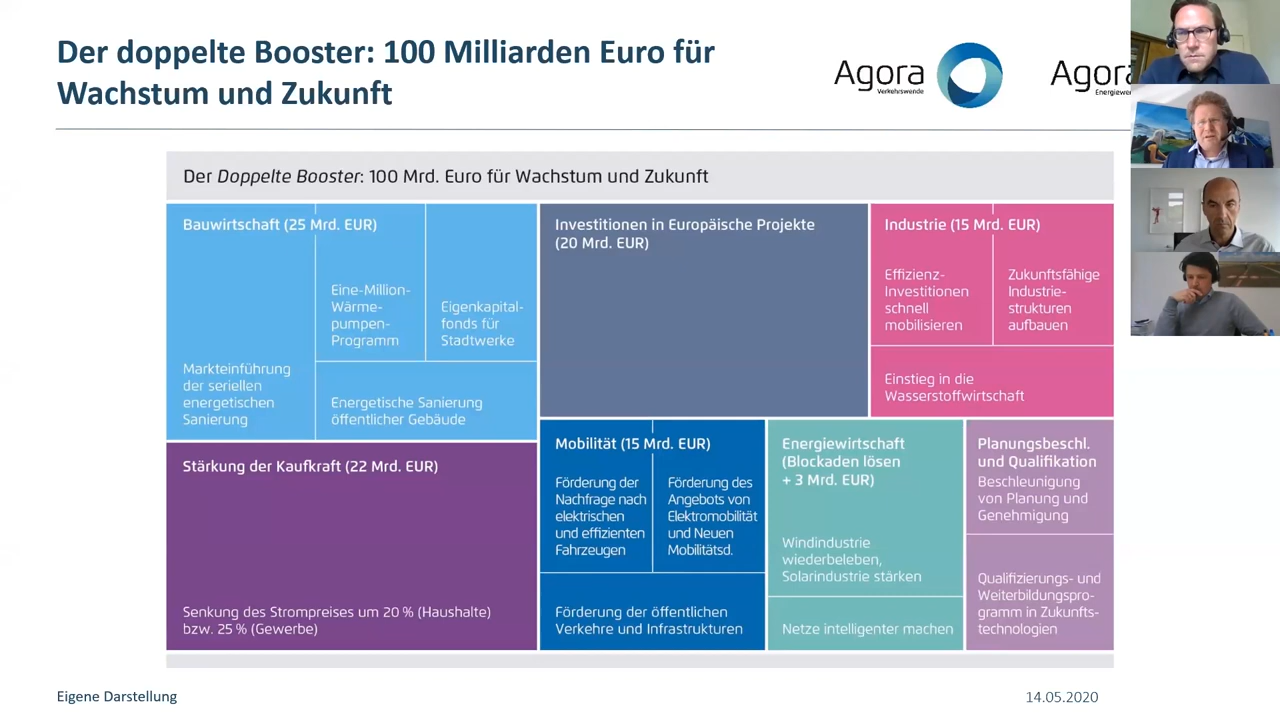 Der doppelte Booster: 100 Milliarden Euro für
Wachstum und Zukunft
Agora
Verkehrswende
Agora
Der Doppelte Booster: 100 Mrd. Euro für Wachstum und Zukunft
Bauwirtschaft (25 Mrd. EUR)
Eine-Million-
Wärme-
pumpen-
Programm
Eigenkapital-
fonds für
Stadtwerke
Markteinführung
der seriellen
energetischen
Sanierung
Energetische Sanierung
öffentlicher Gebäude
Stärkung der Kaufkraft (22 Mrd. EUR)
Senkung des Strompreises um 20 % (Haushalte)
bzw. 25 % (Gewerbe)
Investitionen in Europäische Projekte
(20 Mrd. EUR)
Industrie (15 Mrd. EUR)
Effizienz-
Investitionen
schnell
mobilisieren
Zukunftsfähige
Industrie-
strukturen
aufbauen
Einstieg in die
Wasserstoffwirtschaft
Mobilität (15 Mrd. EUR)
Förderung der
Nachfrage nach
elektrischen
und effizienten
Fahrzeugen
Förderung des
Angebots von
Elektromobilität
und Neuen
Mobilitätsd.
Förderung der öffentlichen
Verkehre und Infrastrukturen
Energiewirtschaft
(Blockaden lösen
+ 3 Mrd. EUR)
Windindustrie
wiederbeleben,
Solarindustrie stärken
Netze intelligenter machen
Planungsbeschl.
und Qualifikation
Beschleunigung
von Planung und
Genehmigung
Qualifizierungs- und
Weiterbildungspro-
gramm in Zukunfts-
technologien
Eigene Darstellung
14.05.2020